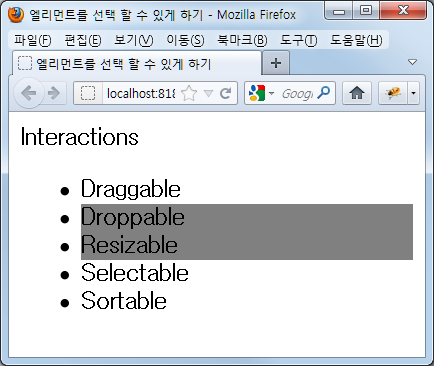 엘리먼트를 선택 할 수 있게 하기 - Mozilla Firefox
파일(F) 편집(E) 보기(V) 이동(S) 북마크(B) 도구(T) 도움말(H)
엘리먼트를 선택 할 수 있게 하기
localhost:818
Googl
Interactions
Draggable
Droppable
Resizable
Selectable
Sortable